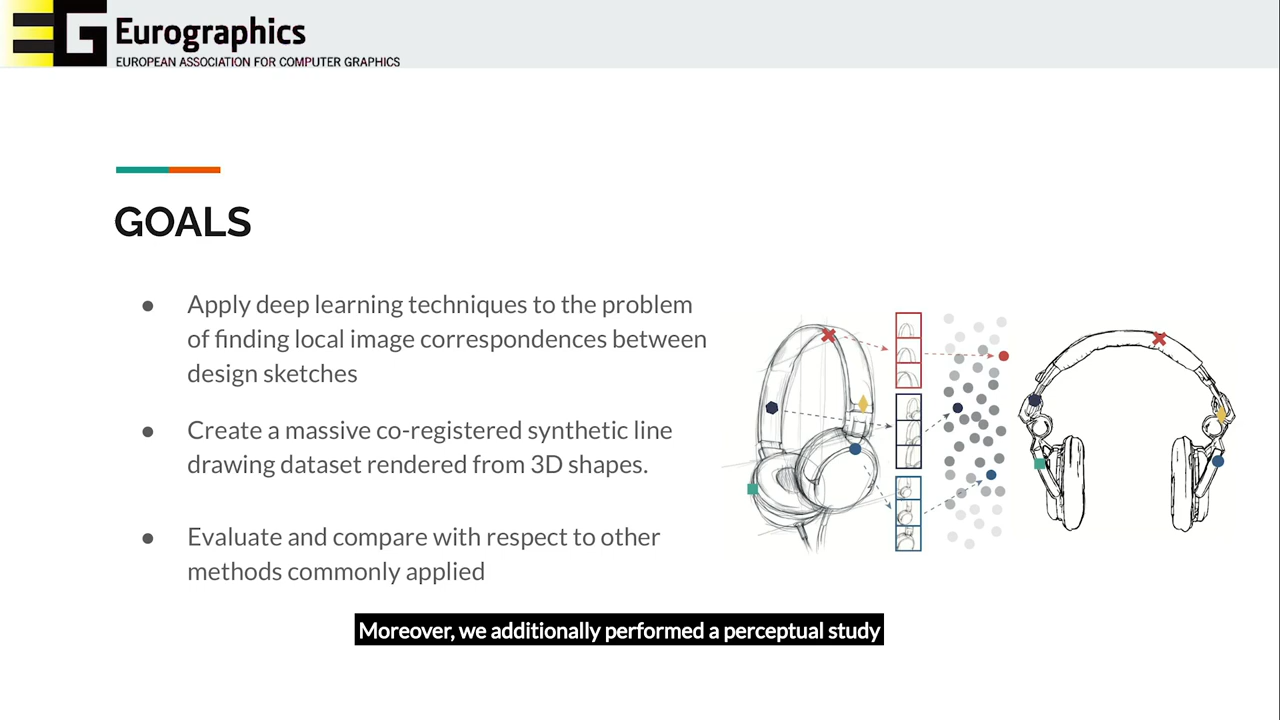 Eurographics
EUROPEAN ASSOCIATION FOR COMPUTER GRAPHICS
GOALS
● Apply deep learning techniques to the problem
of finding local image correspondences between
design sketches
● Create a massive co-registered synthetic line
drawing dataset rendered from 3D shapes.
● Evaluate and compare with respect to other
methods commonly applied
Moreover, we additionally performed a perceptual study